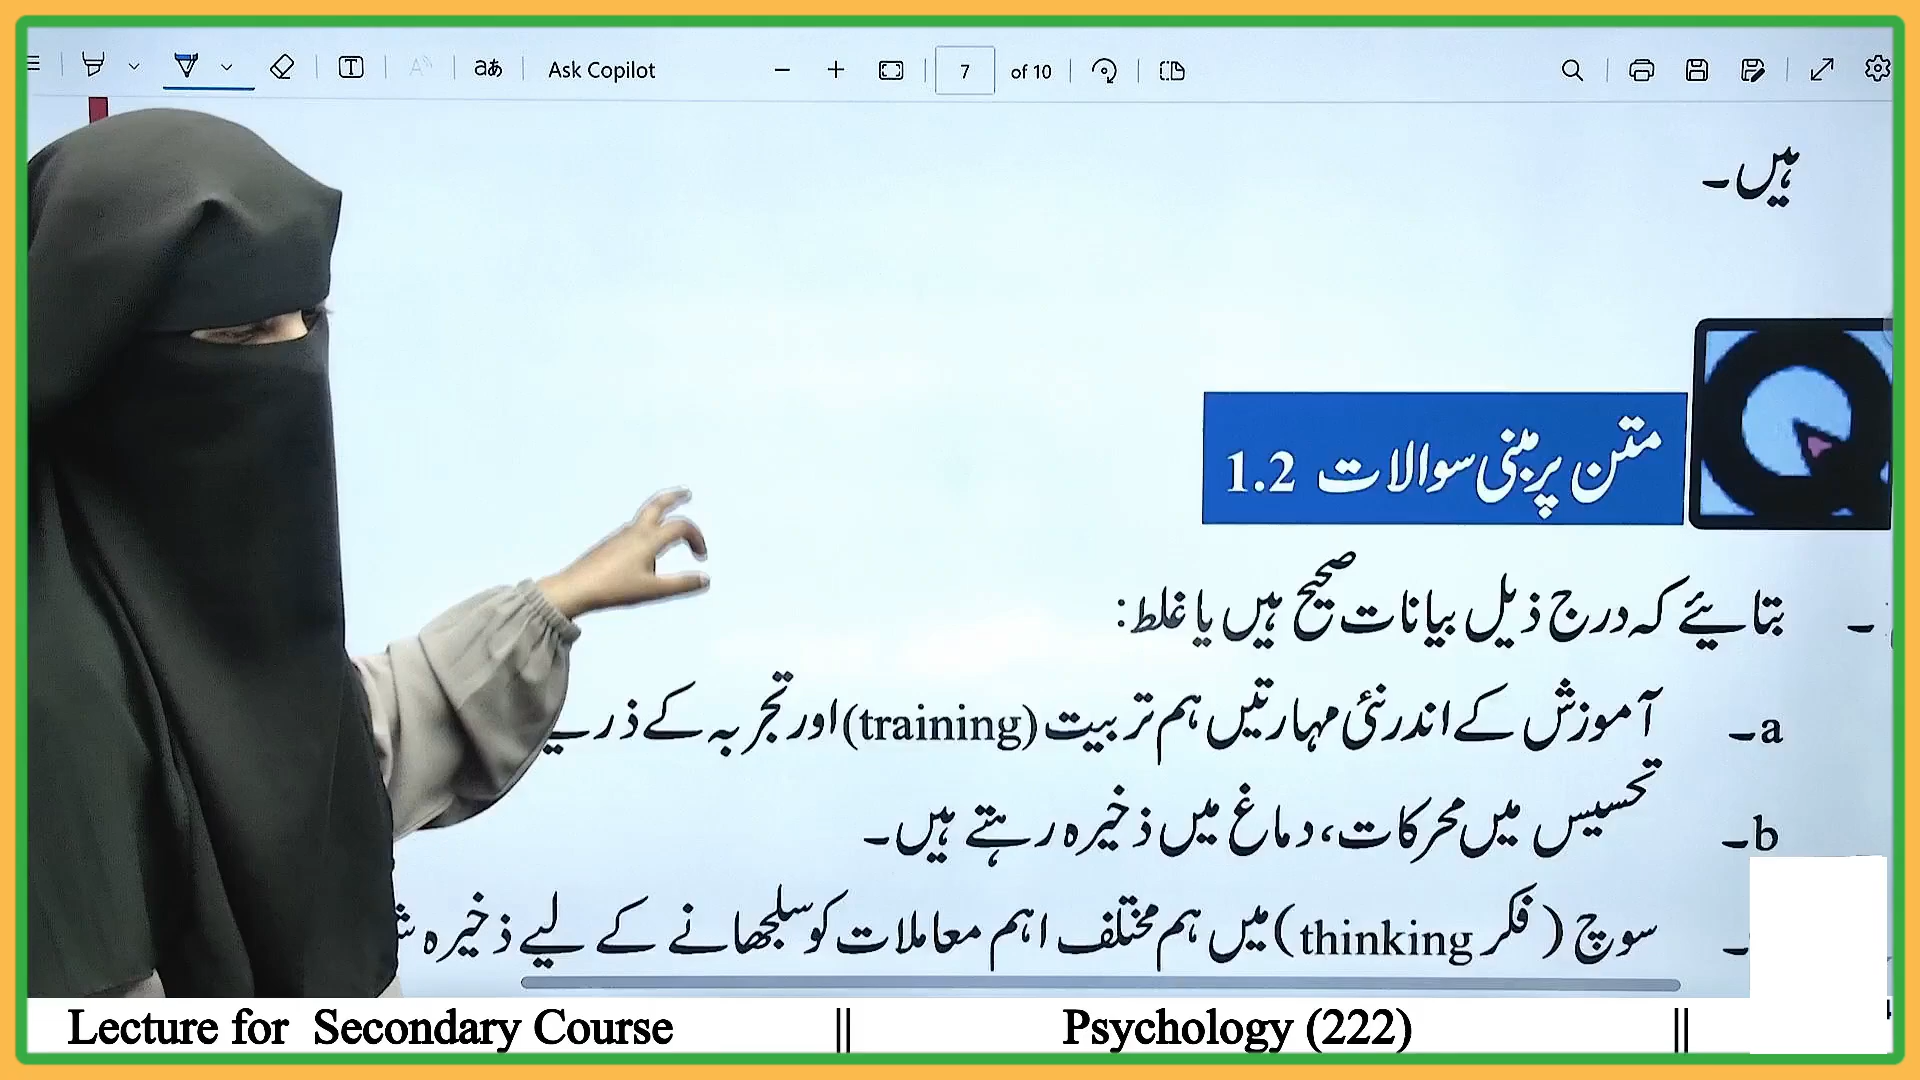 Ask Copilot
7 of 10
ہیں۔
متن پر مبنی سوالات 1.2
بتایئے کہ درج ذیل بیانات صحیح ہیں یا غلط:
a۔ آموزش کے اندر نئی مہارتیں ہم تربیت (training) اور تجربہ کے ذریعے
b۔ تحسیس میں محرکات، دماغ میں ذخیرہ رہتے ہیں۔
سوچ (فکر thinking) میں ہم مختلف اہم معاملات کو سلجھانے کے لیے ذخیرہ
Lecture for Secondary Course || Psychology (222) ||